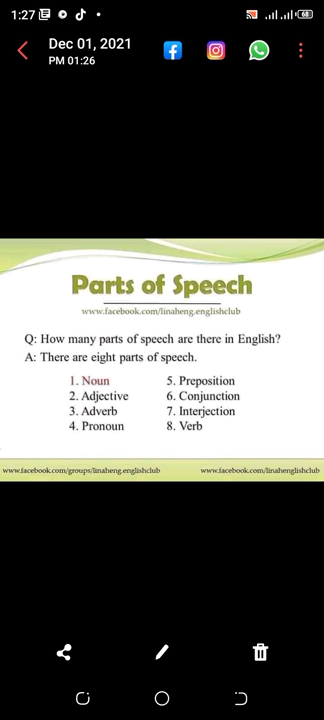 1:27
68
Dec 01, 2021
PM 01:26
Parts of Speech
www.facebook.com/linaheng.englishclub
Q: How many parts of speech are there in English?
A: There are eight parts of speech.
1. Noun
2. Adjective
3. Adverb
4. Pronoun
5. Preposition
6. Conjunction
7. Interjection
8. Verb
www.facebook.com/groups/linaheng.englishclub
www.facebook.com/linahenglishclub